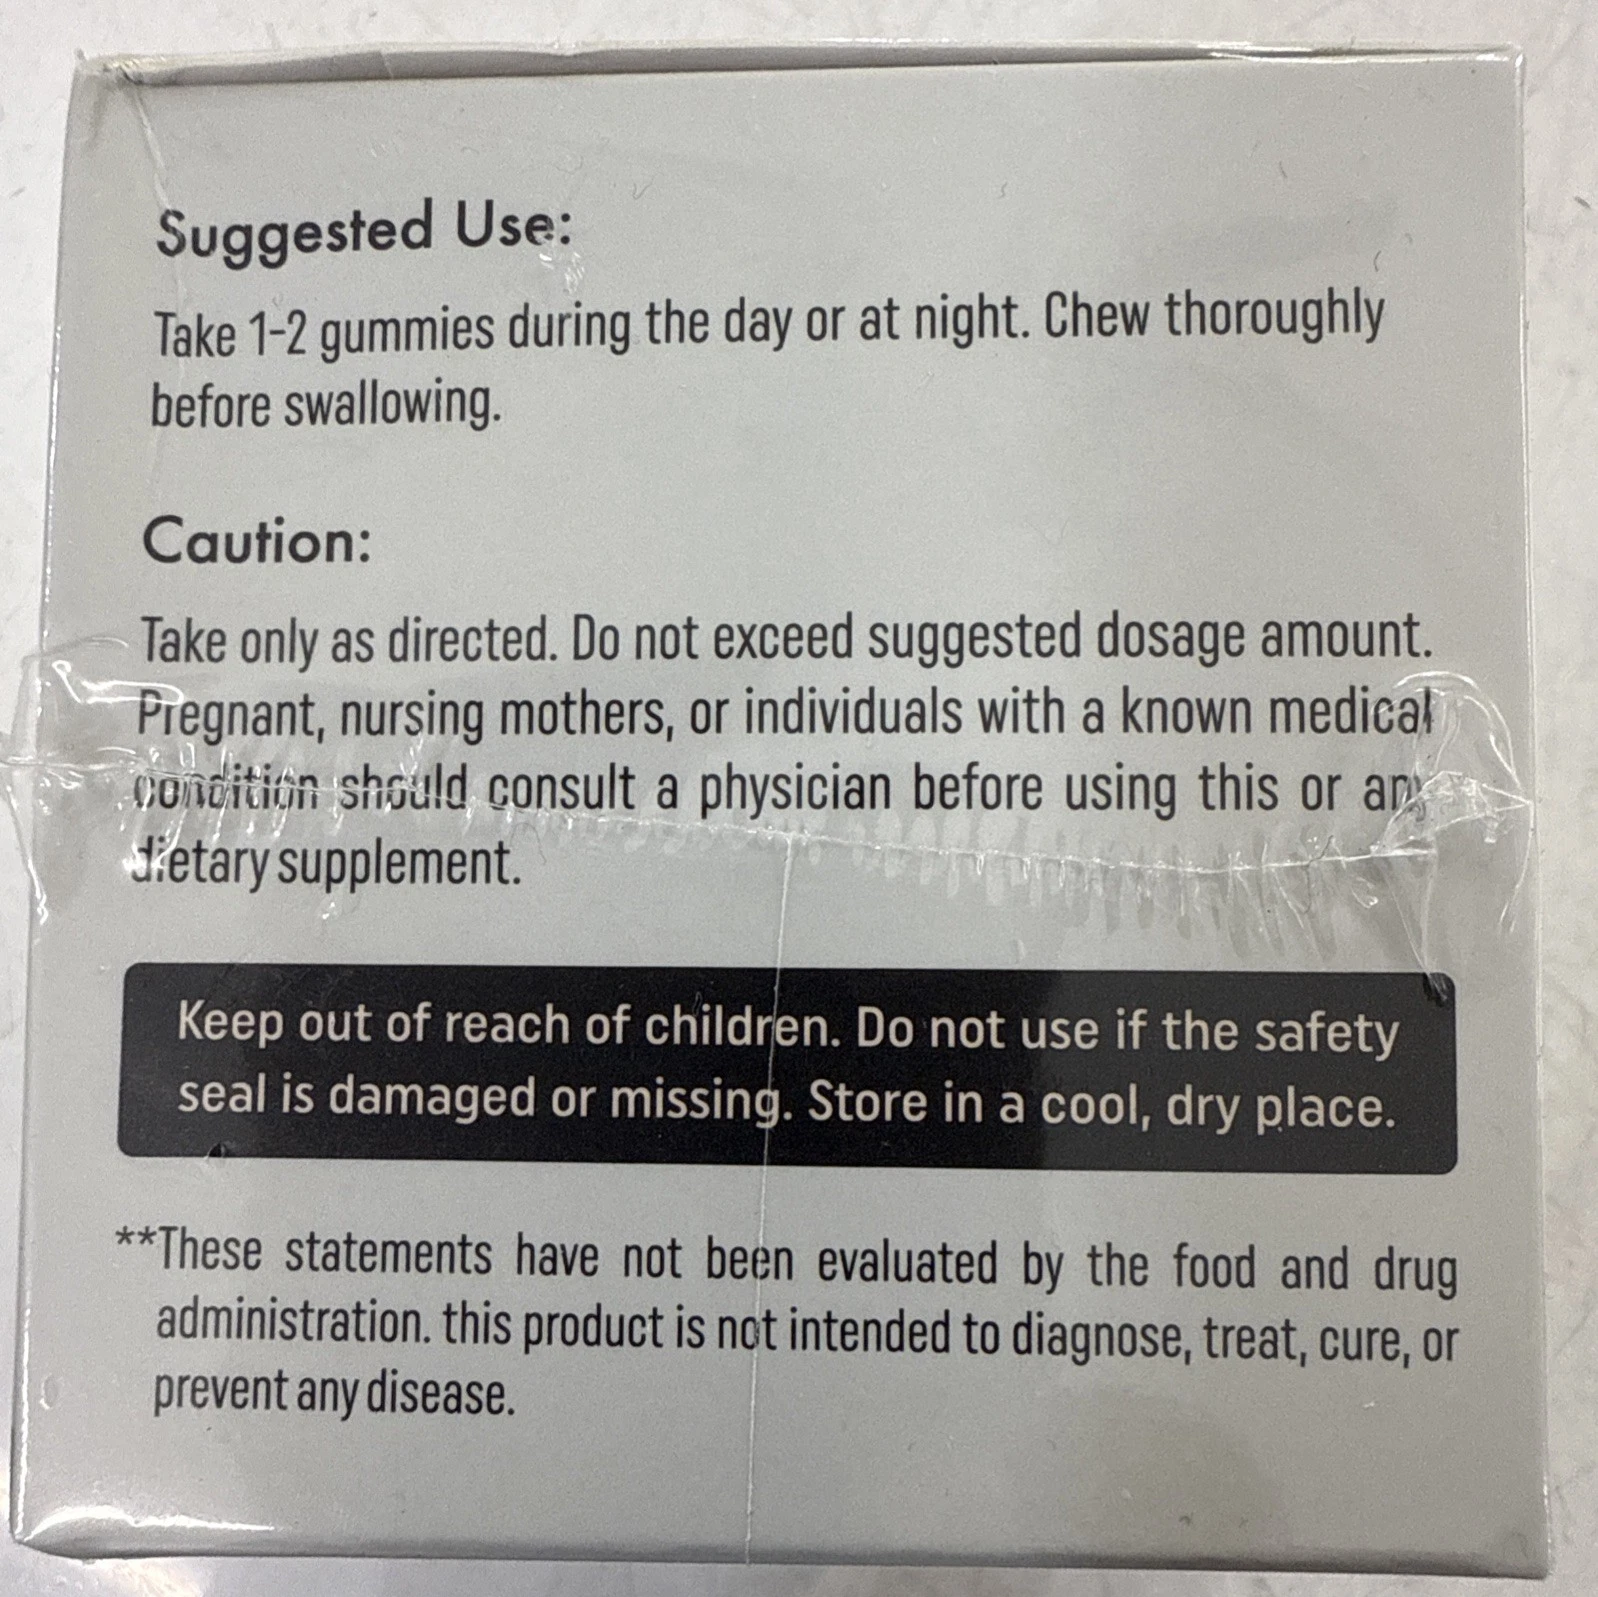 Suggested Use:
Take 1-2 gummies during the day or at night. Chew thoroughly
before swallowing.
Caution:
Take only as directed. Do not exceed suggested dosage amount.
Pregnant, nursing mothers, or individuals with a known medical
condition should consult a physician before using this or any
dietary supplement.
Keep out of reach of children. Do not use if the safety
seal is damaged or missing. Store in a cool, dry place.
**These statements have not been evaluated by the food and drug
administration. this product is not intended to diagnose, treat, cure, or
prevent any disease.